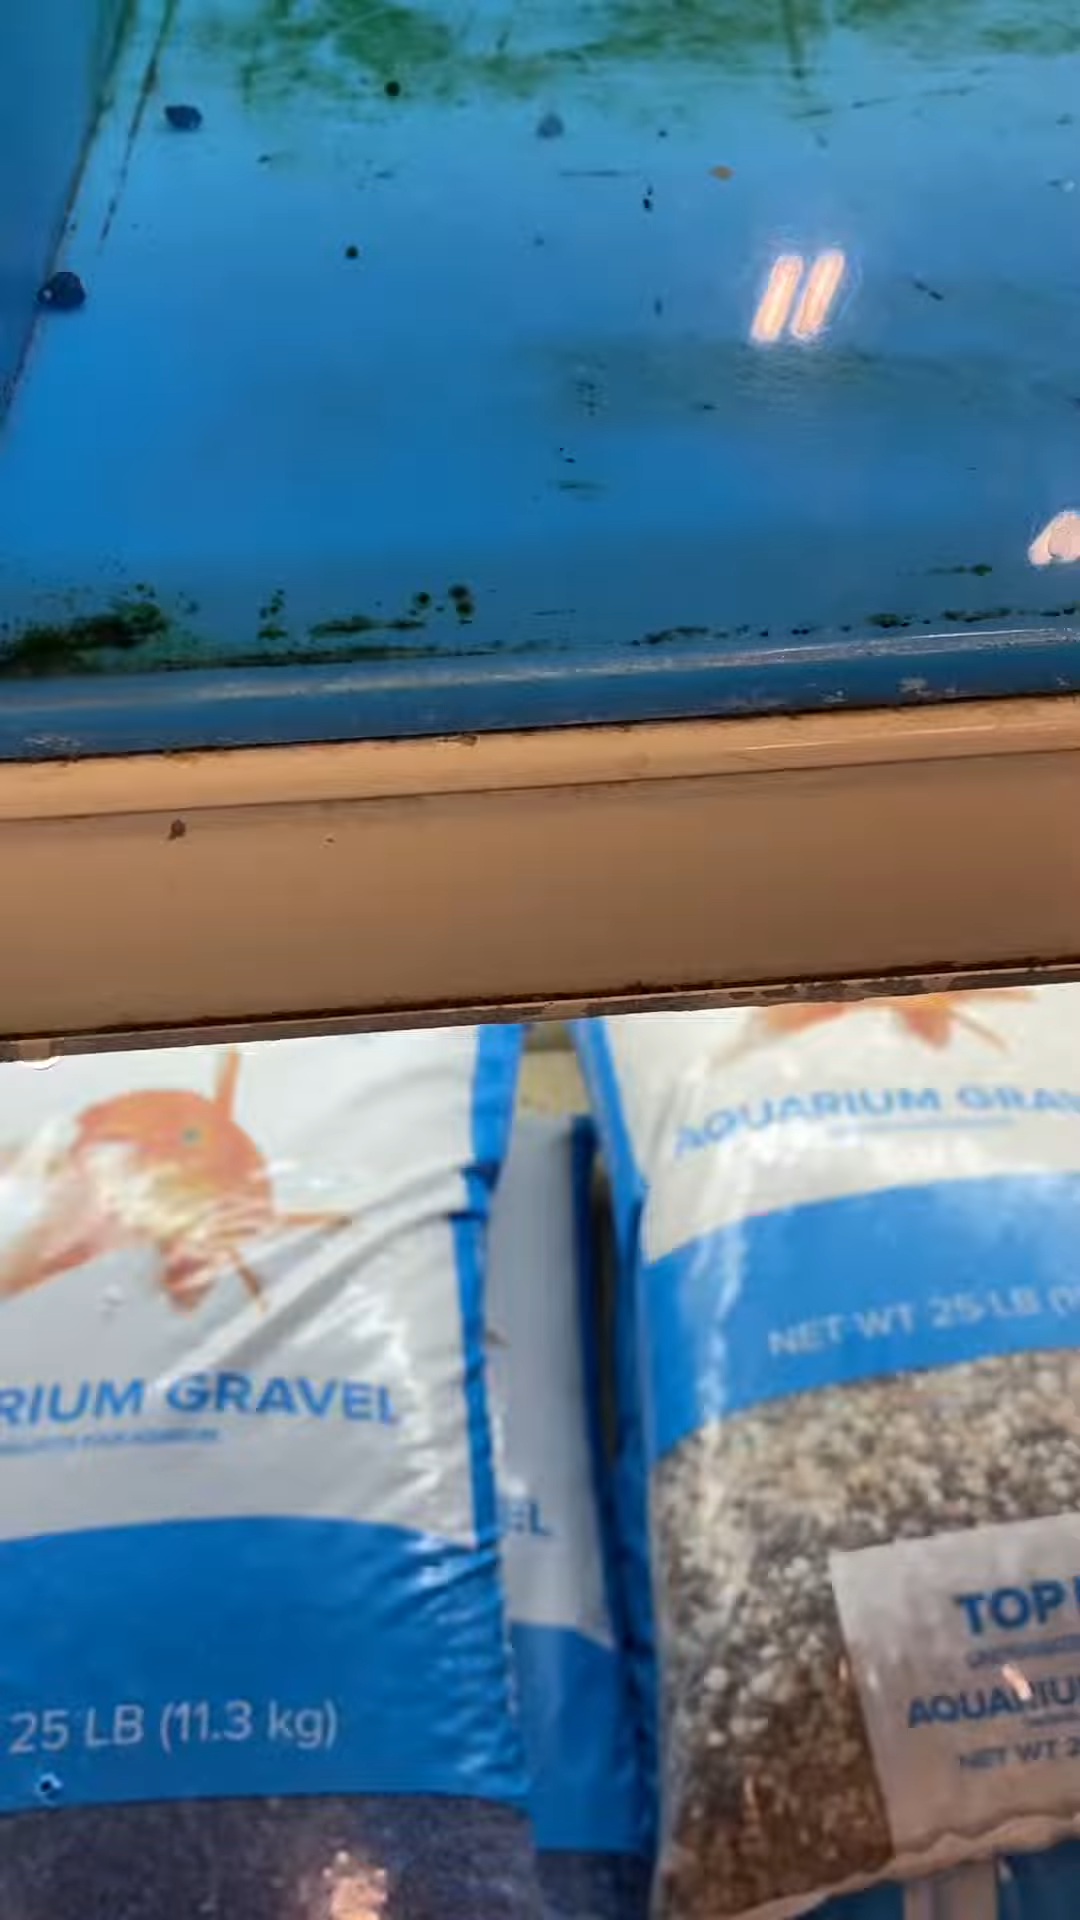 RIUM GRAVEL
25 LB (11.3 kg)
EL
AQUARIUM GRAV
NET WT 25 LB (1
TOP
AQUARIU
NET WT 2